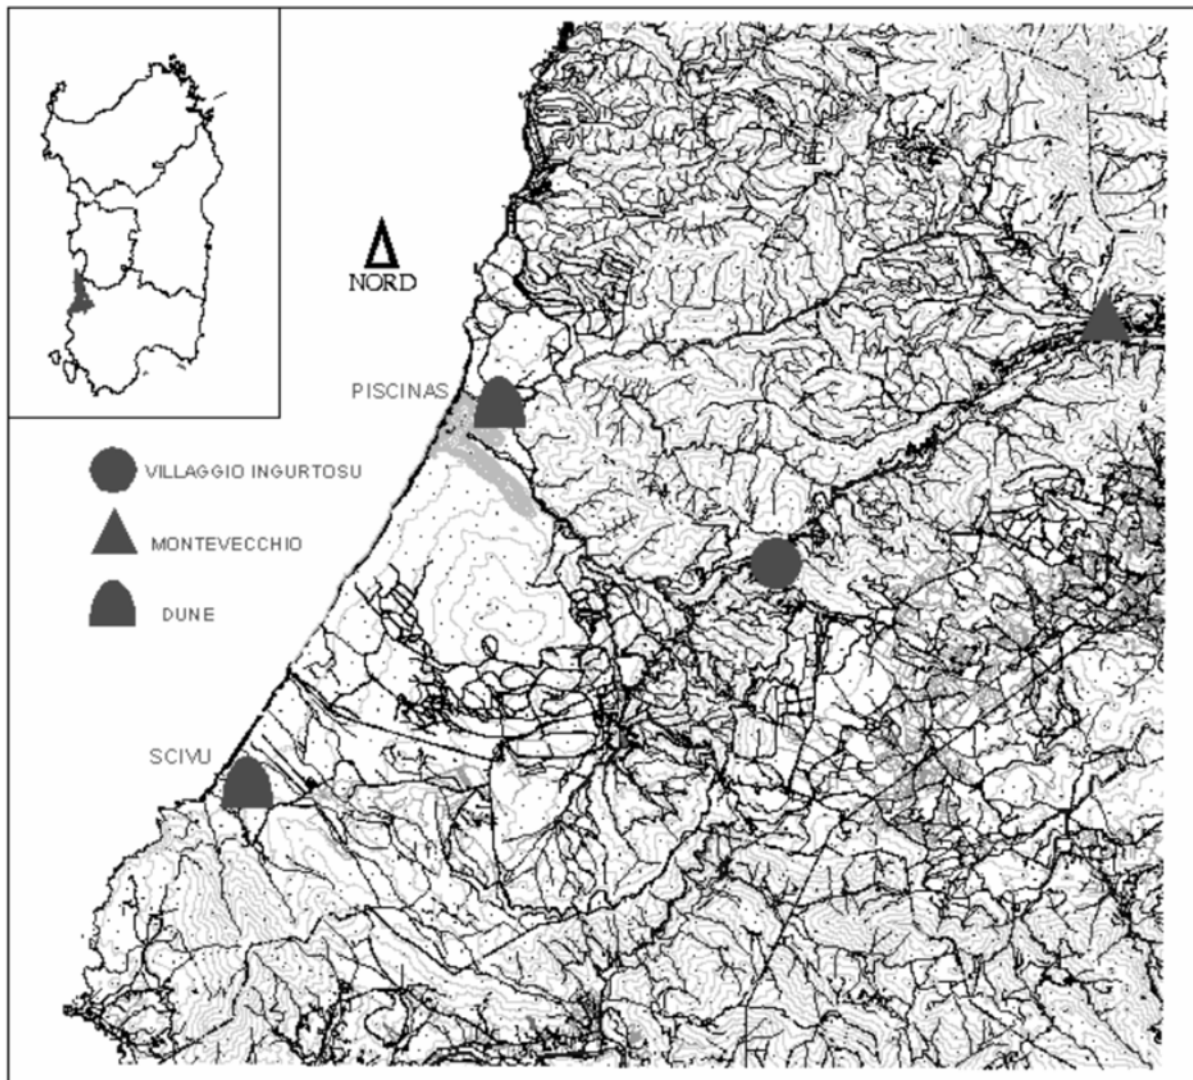 NORD
PISCINAS
VILLAGGIO INGURTOSU
MONTEVECCHIO
DUNE
SCIVU